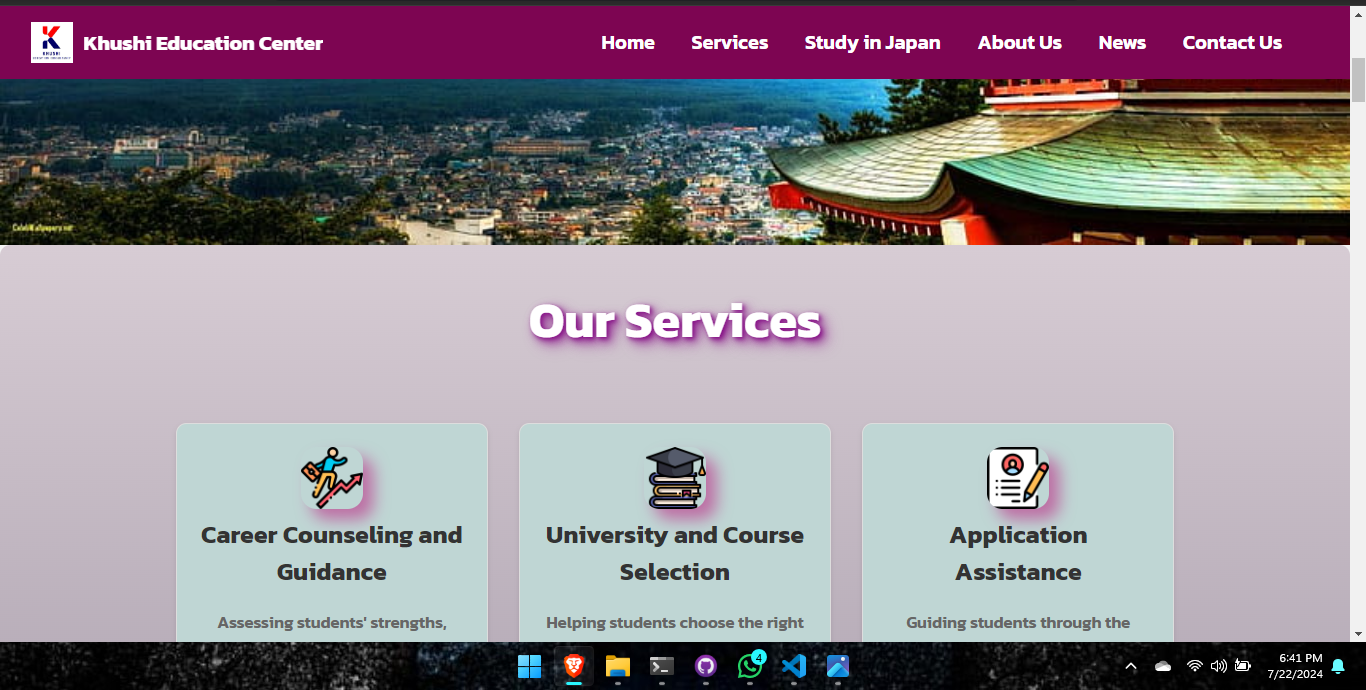 KHUSHI
Khushi Education Center
Home Services Study in Japan About Us News Contact Us
Our Services
Career Counseling and
Guidance
Assessing students' strengths,
University and Course
Selection
Helping students choose the right
Application
Assistance
Guiding students through the
4
6:41 PM
7/22/2024